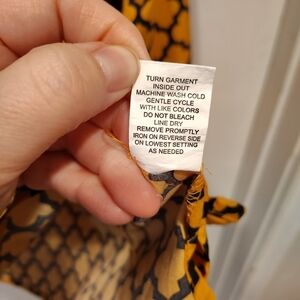 TURN GARMENT
INSIDE OUT
MACHINE WASH COLD
GENTLE CYCLE
WITH LIKE COLORS
DO NOT BLEACH
LINE DRY
REMOVE PROMPTLY
IRON ON REVERSE SIDE
ON LOWEST SETTING
AS NEEDED